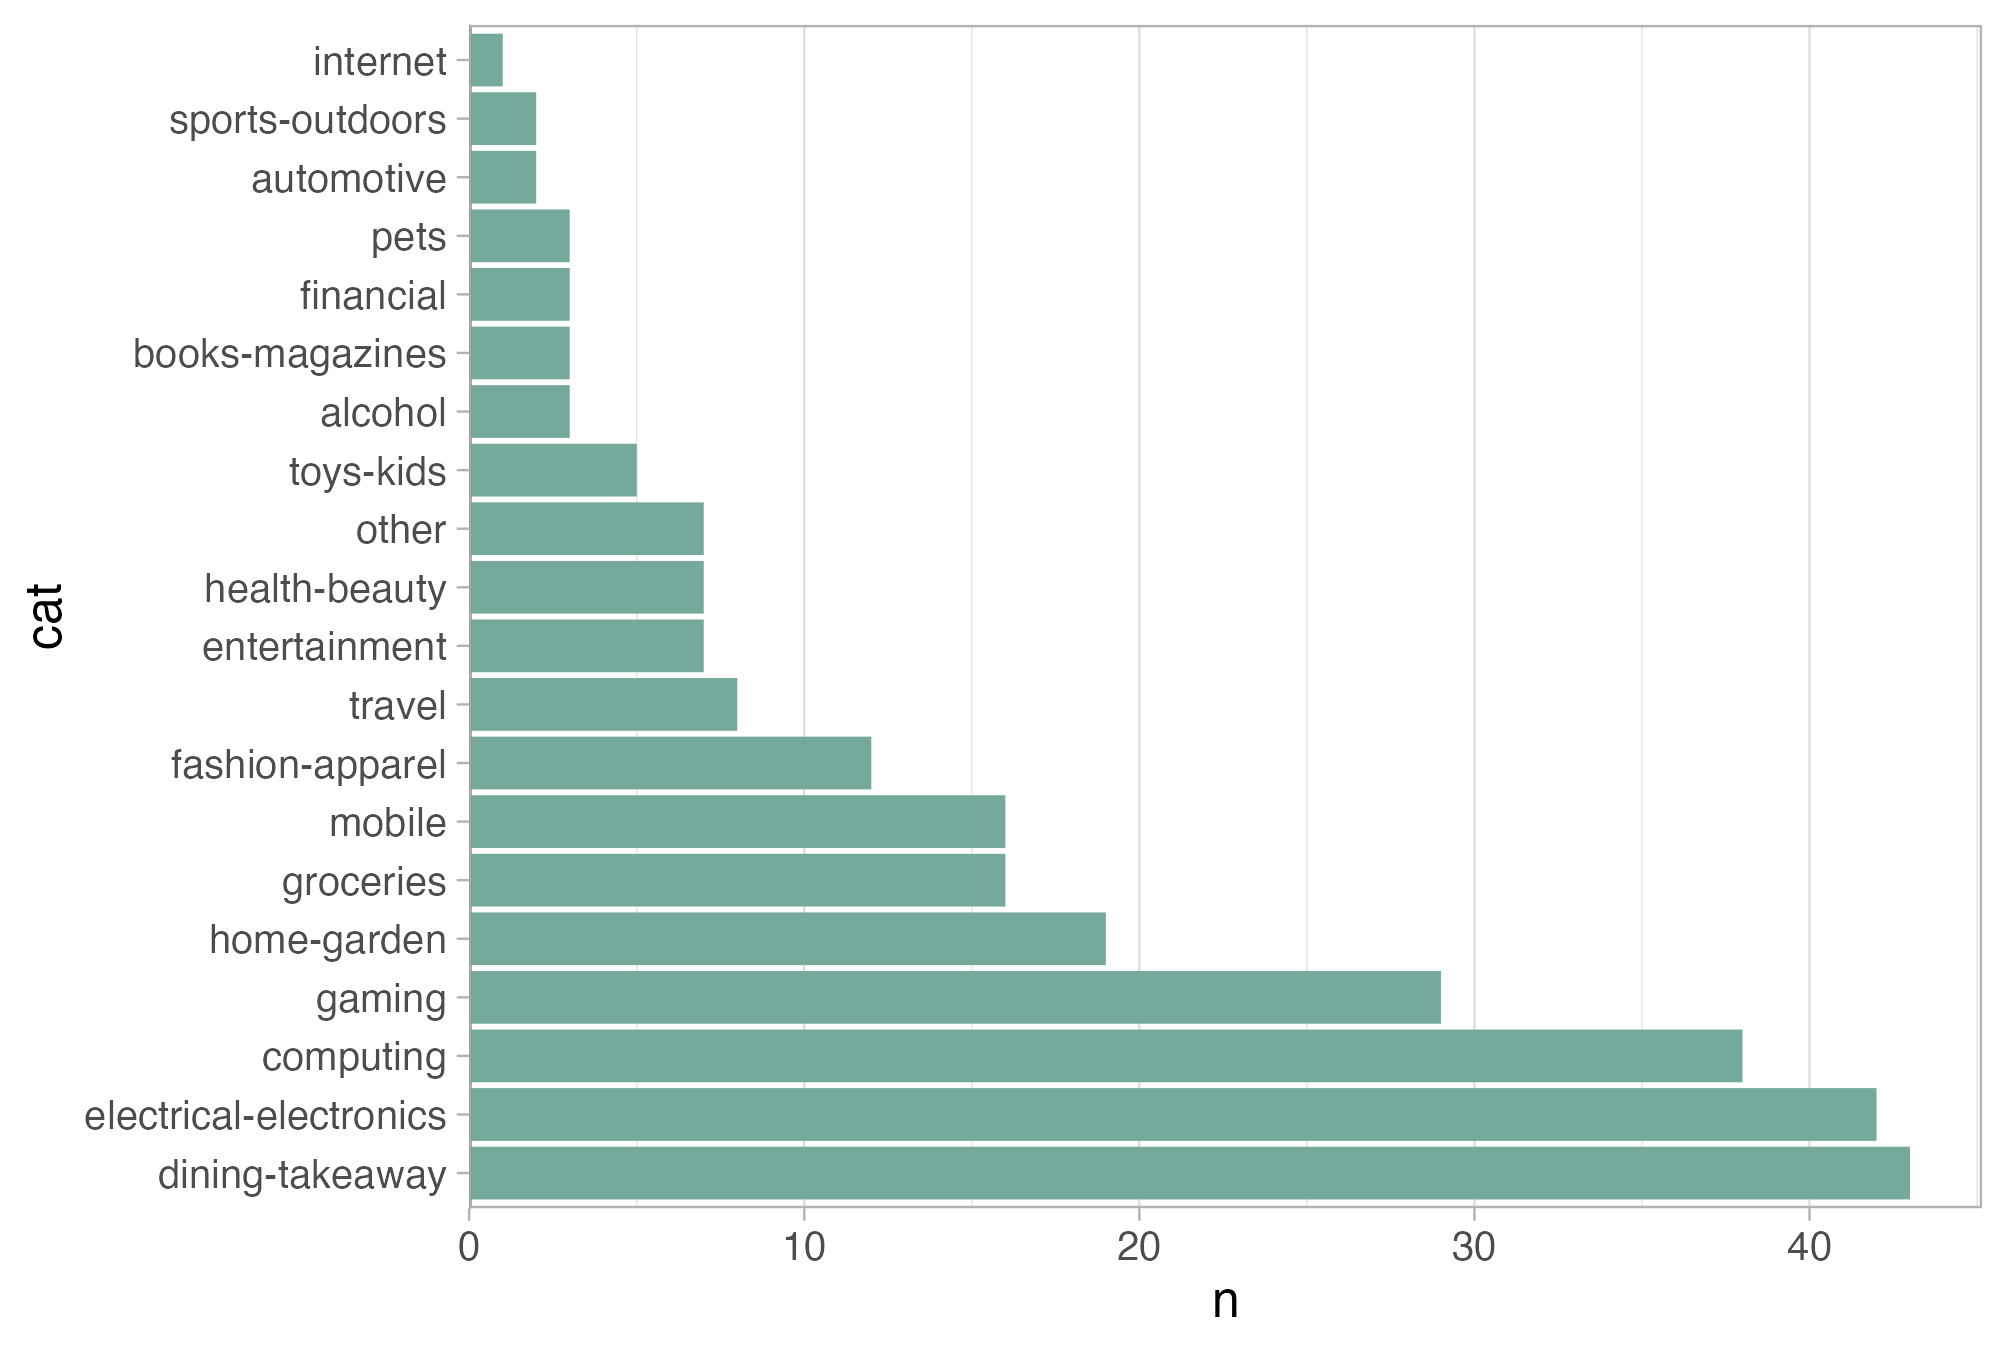 internet
sports-outdoors
automotive
pets
financial
books-magazines
alcohol
toys-kids
other
health-beauty
entertainment
travel
fashion-apparel
mobile
groceries
home-garden
gaming
computing
electrical-electronics
dining-takeaway
cat
0 10 20 30 40
n